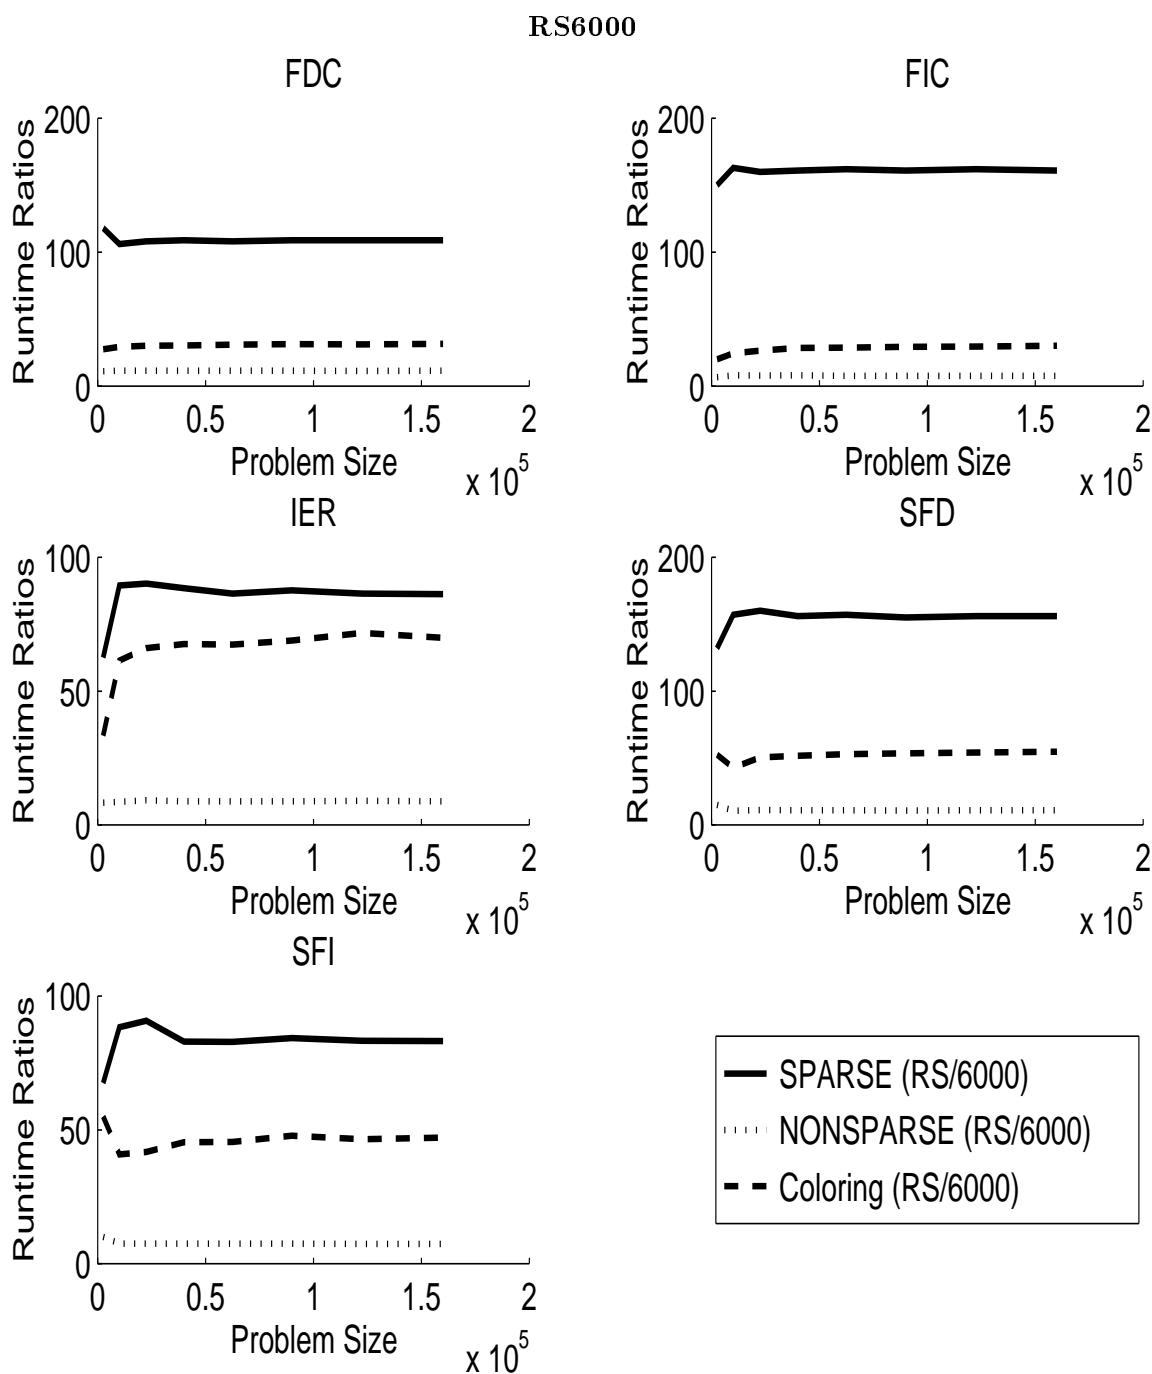 RS6000
FDC
Runtime Ratios
200
100
0
0 0.5 1 1.5 2
Problem Size
x 10^5
FIC
Runtime Ratios
200
100
0
0 0.5 1 1.5 2
Problem Size
x 10^5
IER
Runtime Ratios
100
50
0
0 0.5 1 1.5 2
Problem Size
x 10^5
SFD
Runtime Ratios
200
100
0
0 0.5 1 1.5 2
Problem Size
x 10^5
SFI
Runtime Ratios
100
50
0
0 0.5 1 1.5 2
Problem Size
x 10^5
SPARSE (RS/6000)
NONSPARSE (RS/6000)
Coloring (RS/6000)